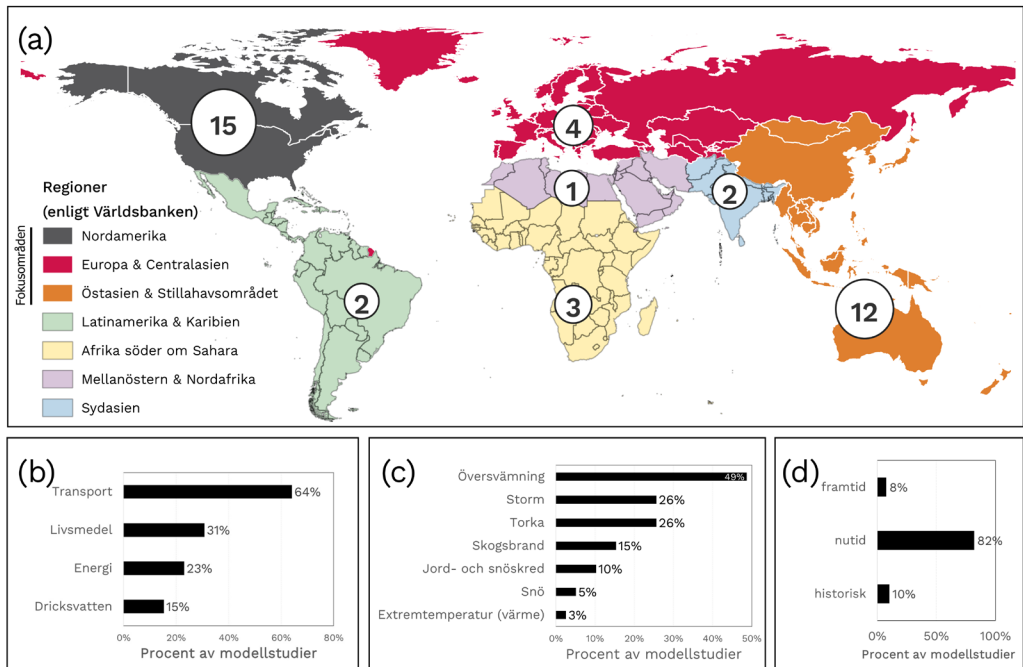 (a)
15
4
1
2
2
3
12
Regioner
(enligt Världsbanken)
Fokusområden
Nordamerika
Europa & Centralasien
Östasien & Stillahavsområdet
Latinamerika & Karibien
Afrika söder om Sahara
Mellanöstern & Nordafrika
Sydasien
(b)
Transport 64%
Livsmedel 31%
Energi 23%
Dricksvatten 15%
0% 20% 40% 60% 80%
Procent av modellstudier
(c)
Översvämning 49%
Storm 26%
Torka 26%
Skogsbrand 15%
Jord- och snöskred 10%
Snö 5%
Extremtemperatur (värme) 3%
0% 10% 20% 30% 40% 50%
Procent av modellstudier
(d)
framtid 8%
nutid 82%
historisk 10%
0% 50% 100%
Procent av modellstudier